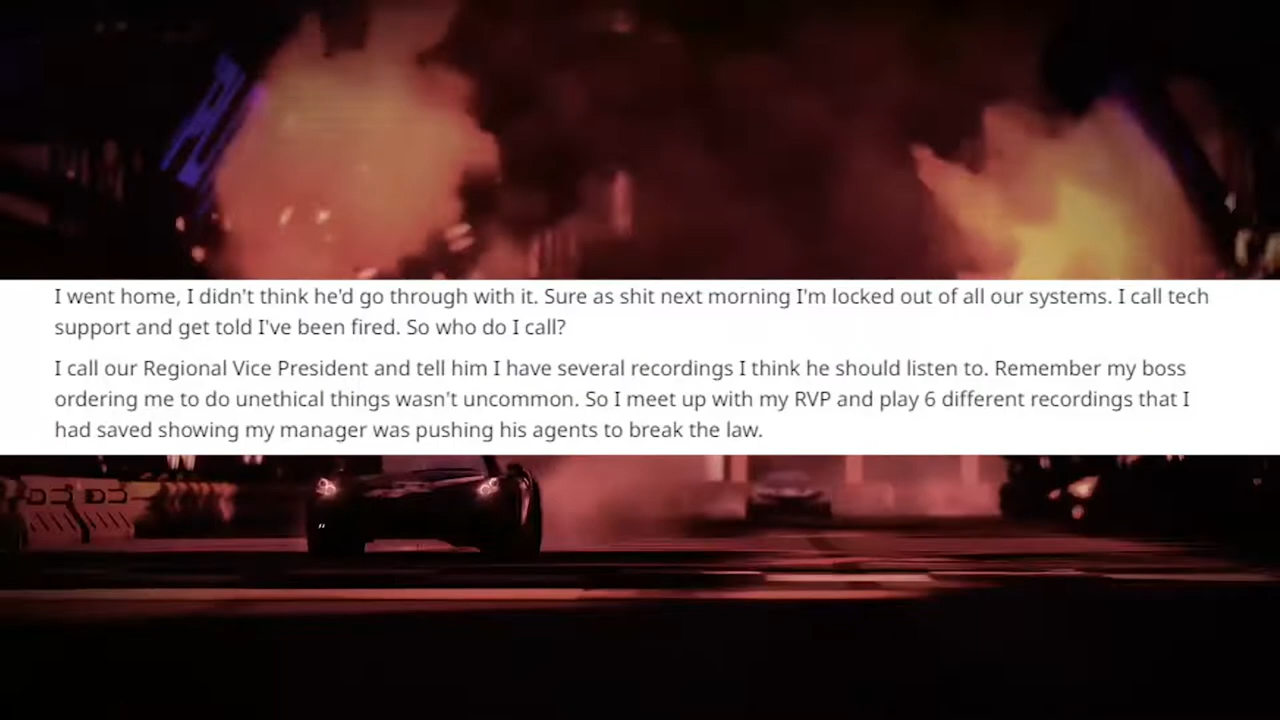 I went home, I didn't think he'd go through with it. Sure as shit next morning I'm locked out of all our systems. I call tech
support and get told I've been fired. So who do I call?
I call our Regional Vice President and tell him I have several recordings I think he should listen to. Remember my boss
ordering me to do unethical things wasn't uncommon. So I meet up with my RVP and play 6 different recordings that I
had saved showing my manager was pushing his agents to break the law.